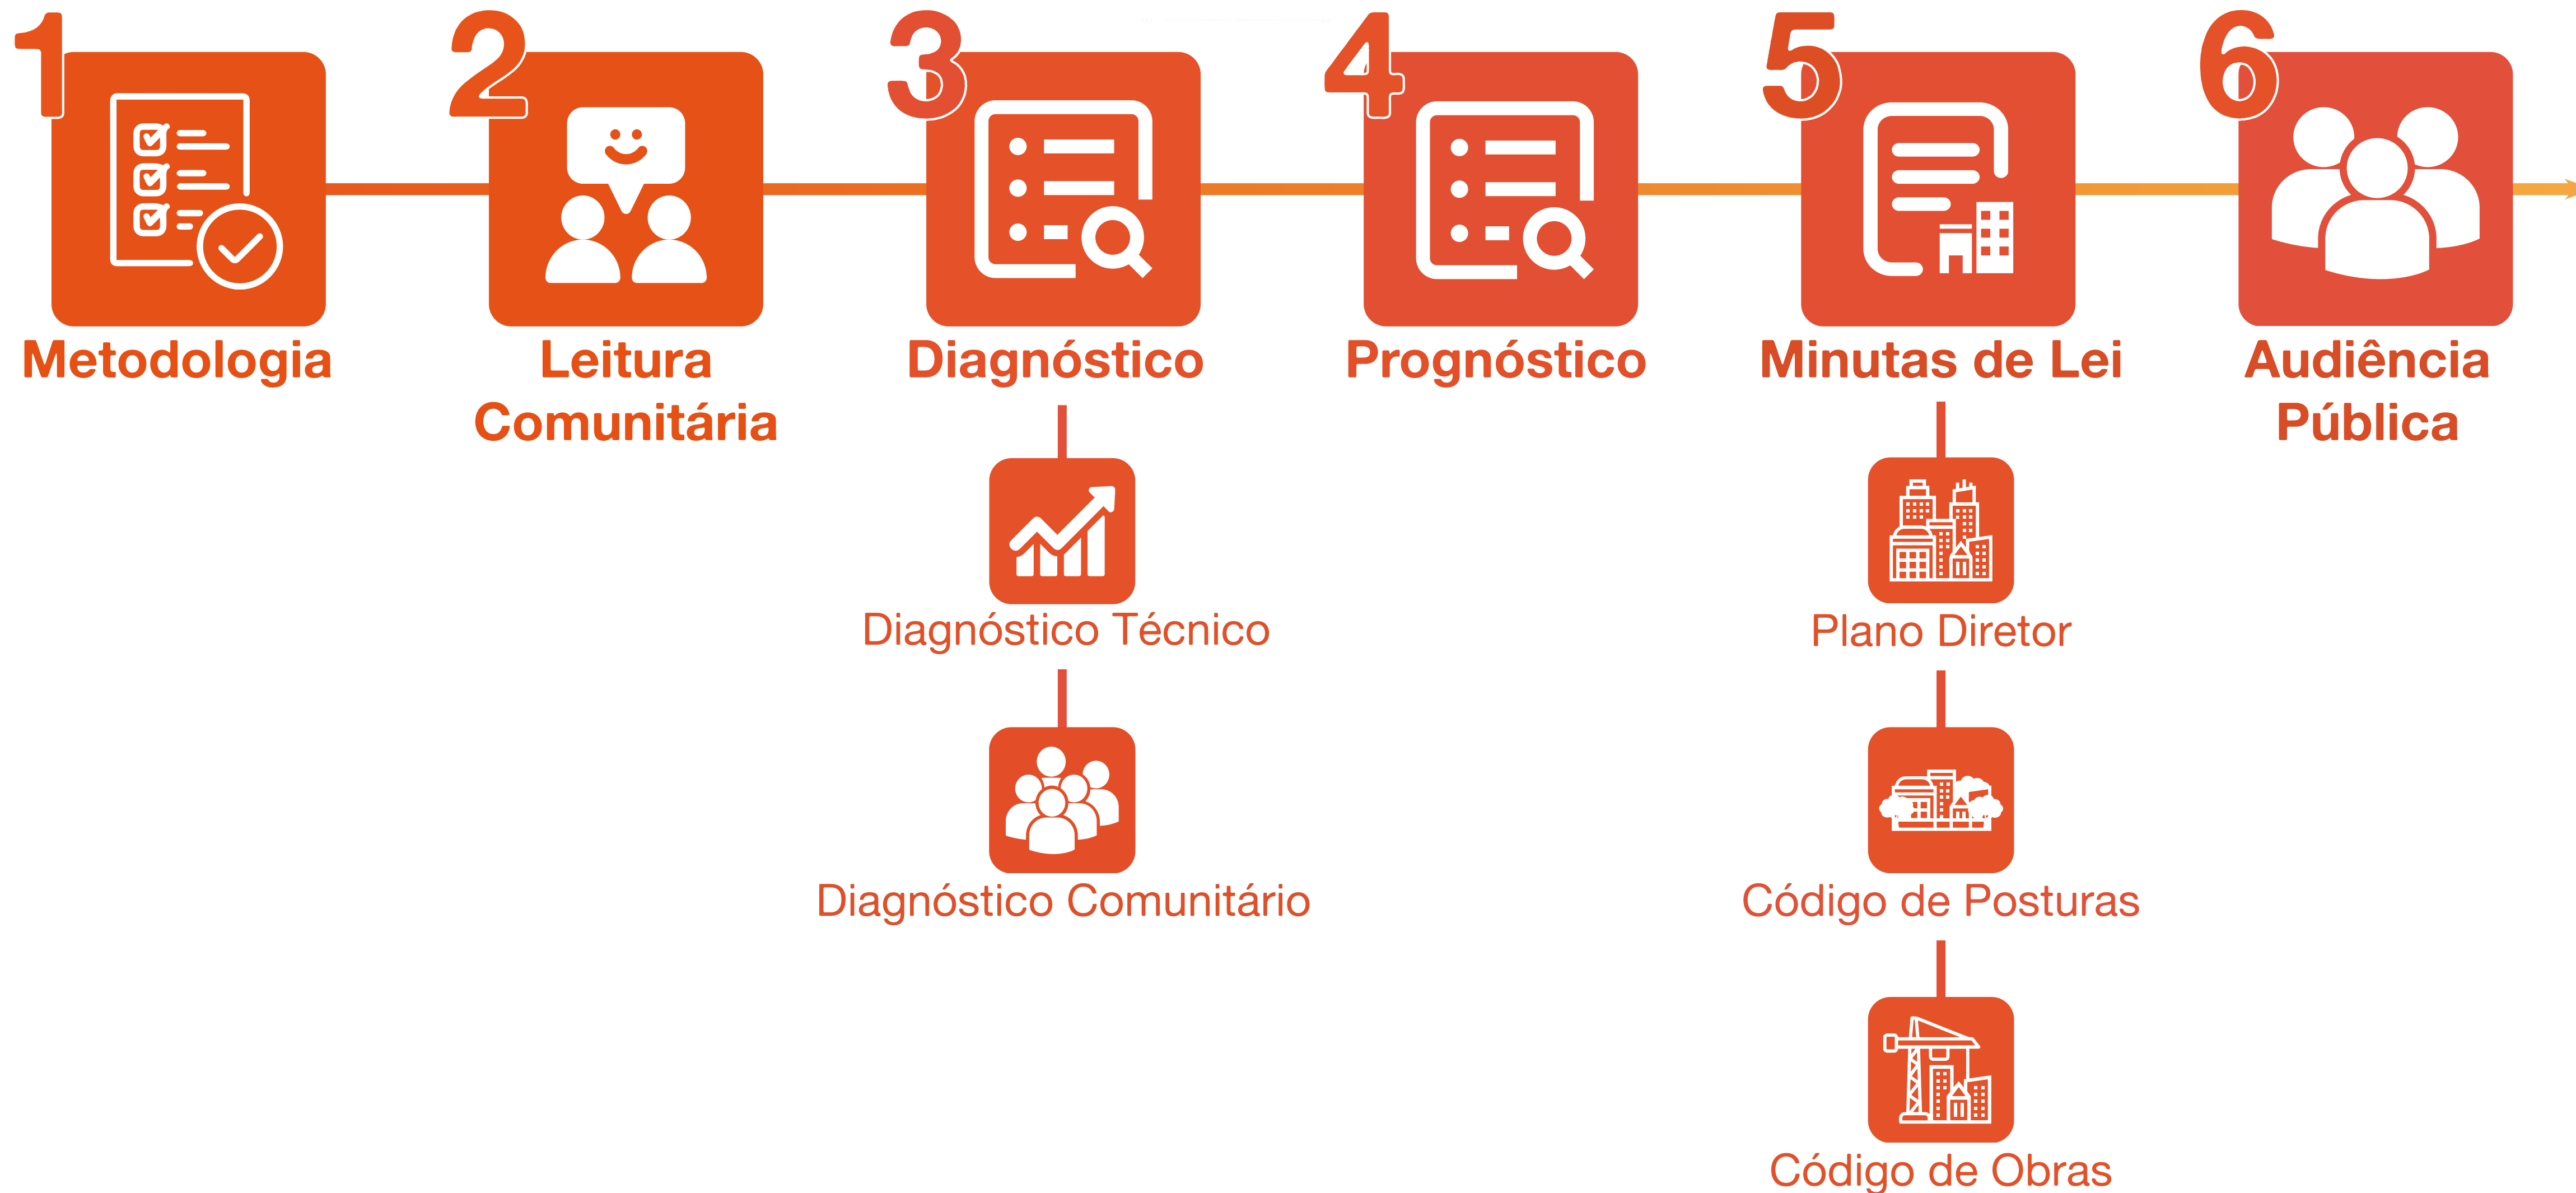 1
Metodologia
2
Leitura
Comunitária
3
Diagnóstico
Diagnóstico Técnico
Diagnóstico Comunitário
4
Prognóstico
5
Minutas de Lei
Plano Diretor
Código de Posturas
Código de Obras
6
Audiência
Pública